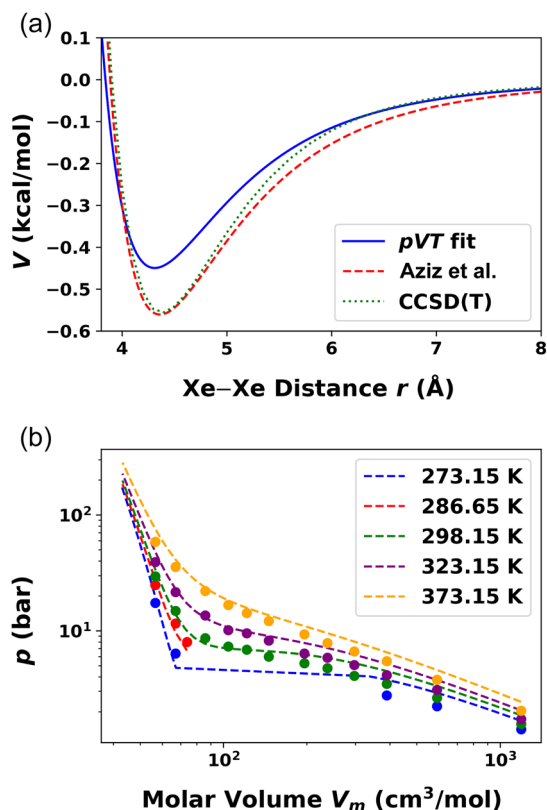 (a)
0.1
0.0
−0.1
−0.2
−0.3
−0.4
−0.5
−0.6
V (kcal/mol)
pVT fit
Aziz et al.
CCSD(T)
4 5 6 7 8
Xe−Xe Distance r (Å)
(b)
10²
10¹
p (bar)
273.15 K
286.65 K
298.15 K
323.15 K
373.15 K
10² 10³
Molar Volume Vₘ (cm³/mol)